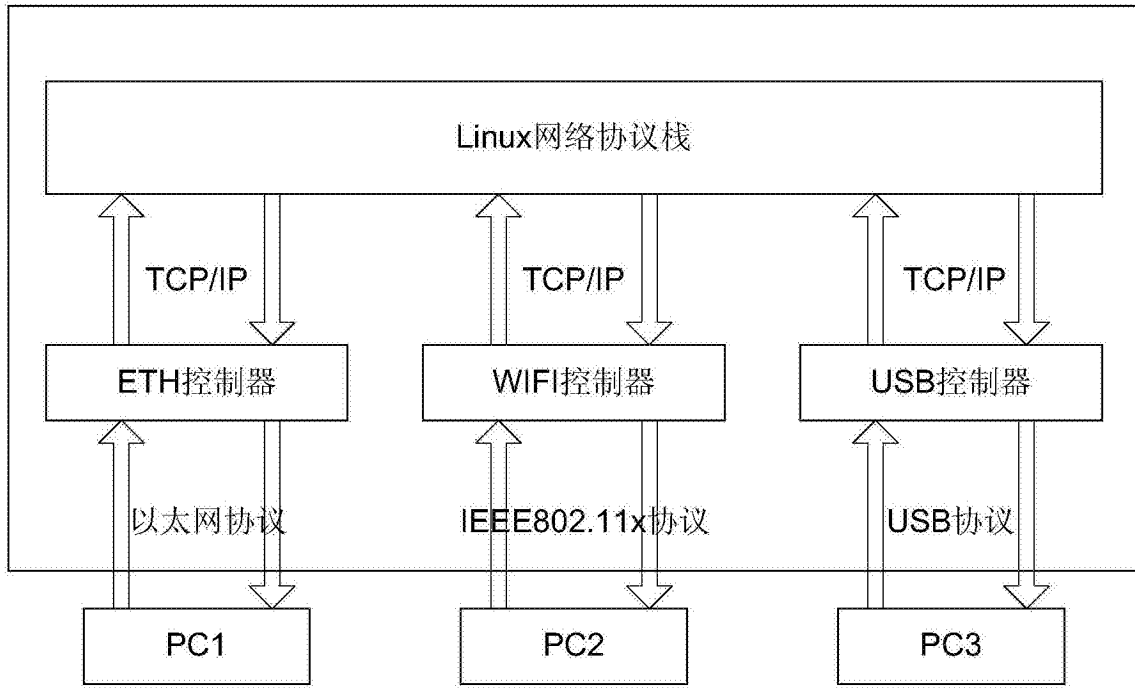 Linux网络协议栈
TCP/IP
TCP/IP
TCP/IP
ETH控制器
WIFI控制器
USB控制器
以太网协议
IEEE802.11x协议
USB协议
PC1
PC2
PC3